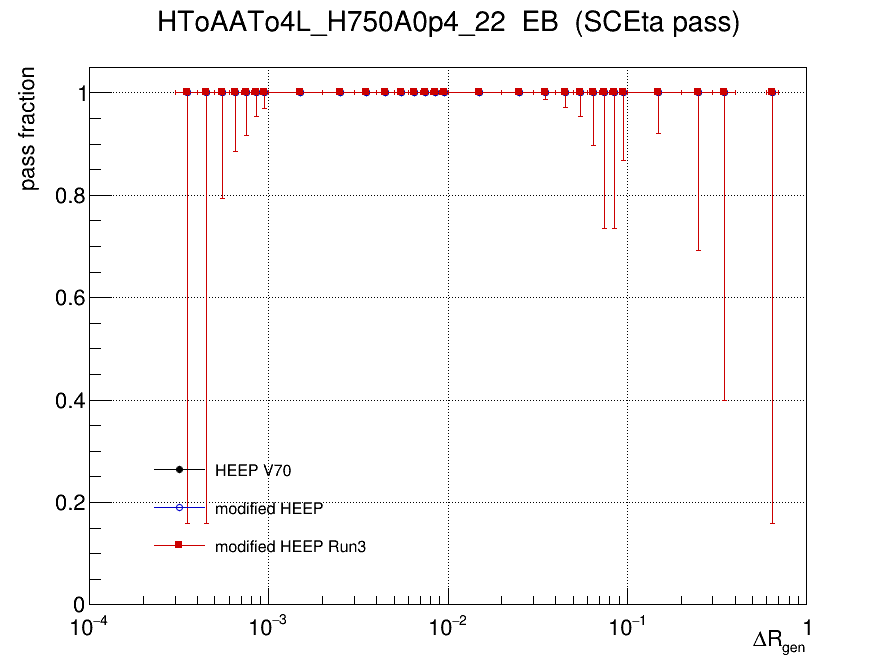 HToAATo4L_H750A0p4_22 EB (SCEta pass)
pass fraction
1
0.8
0.6
0.4
0.2
0
HEEP V70
modified HEEP
modified HEEP Run3
10⁻⁴ 10⁻³ 10⁻² 10⁻¹ 1
ΔR_gen